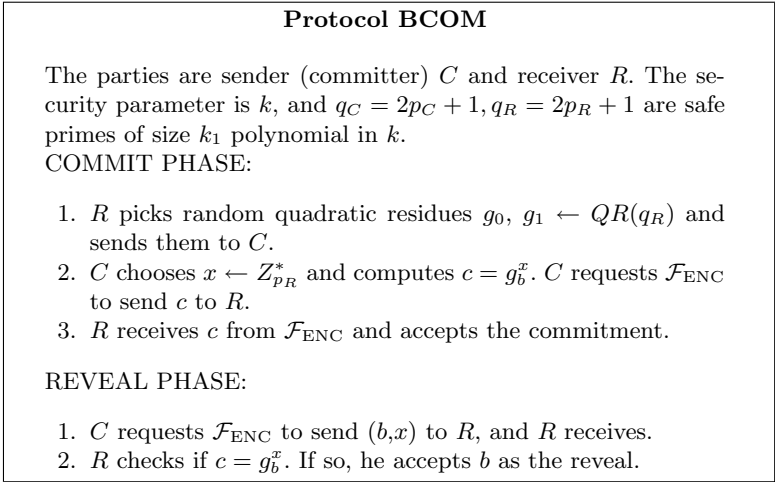 Protocol BCOM
The parties are sender (committer) C and receiver R. The se-
curity parameter is k, and q_C = 2p_C + 1, q_R = 2p_R + 1 are safe
primes of size k_1 polynomial in k.
COMMIT PHASE:
1. R picks random quadratic residues g_0, g_1 ← QR(q_R) and
sends them to C.
2. C chooses x ← Z^*_{p_R} and computes c = g_b^x. C requests F_ENC
to send c to R.
3. R receives c from F_ENC and accepts the commitment.
REVEAL PHASE:
1. C requests F_ENC to send (b,x) to R, and R receives.
2. R checks if c = g_b^x. If so, he accepts b as the reveal.